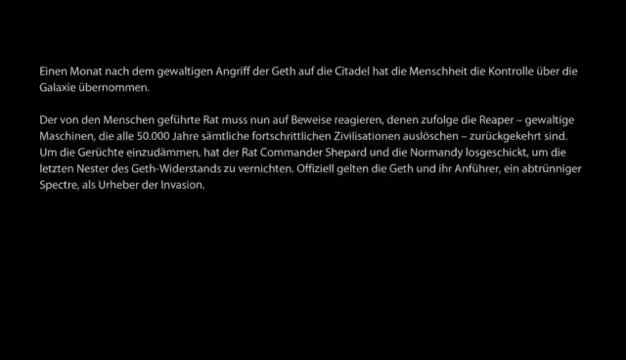 Einen Monat nach dem gewaltigen Angriff der Geth auf die Citadel hat die Menschheit die Kontrolle über die
Galaxie übernommen.
Der von den Menschen geführte Rat muss nun auf Beweise reagieren, denen zufolge die Reaper – gewaltige
Maschinen, die alle 50.000 Jahre sämtliche fortschrittlichen Zivilisationen auslöschen – zurückgekehrt sind.
Um die Gerüchte einzudämmen, hat der Rat Commander Shepard und die Normandy losgeschickt, um die
letzten Nester des Geth-Widerstands zu vernichten. Offiziell gelten die Geth und ihr Anführer, ein abtrünniger
Spectre, als Urheber der Invasion.